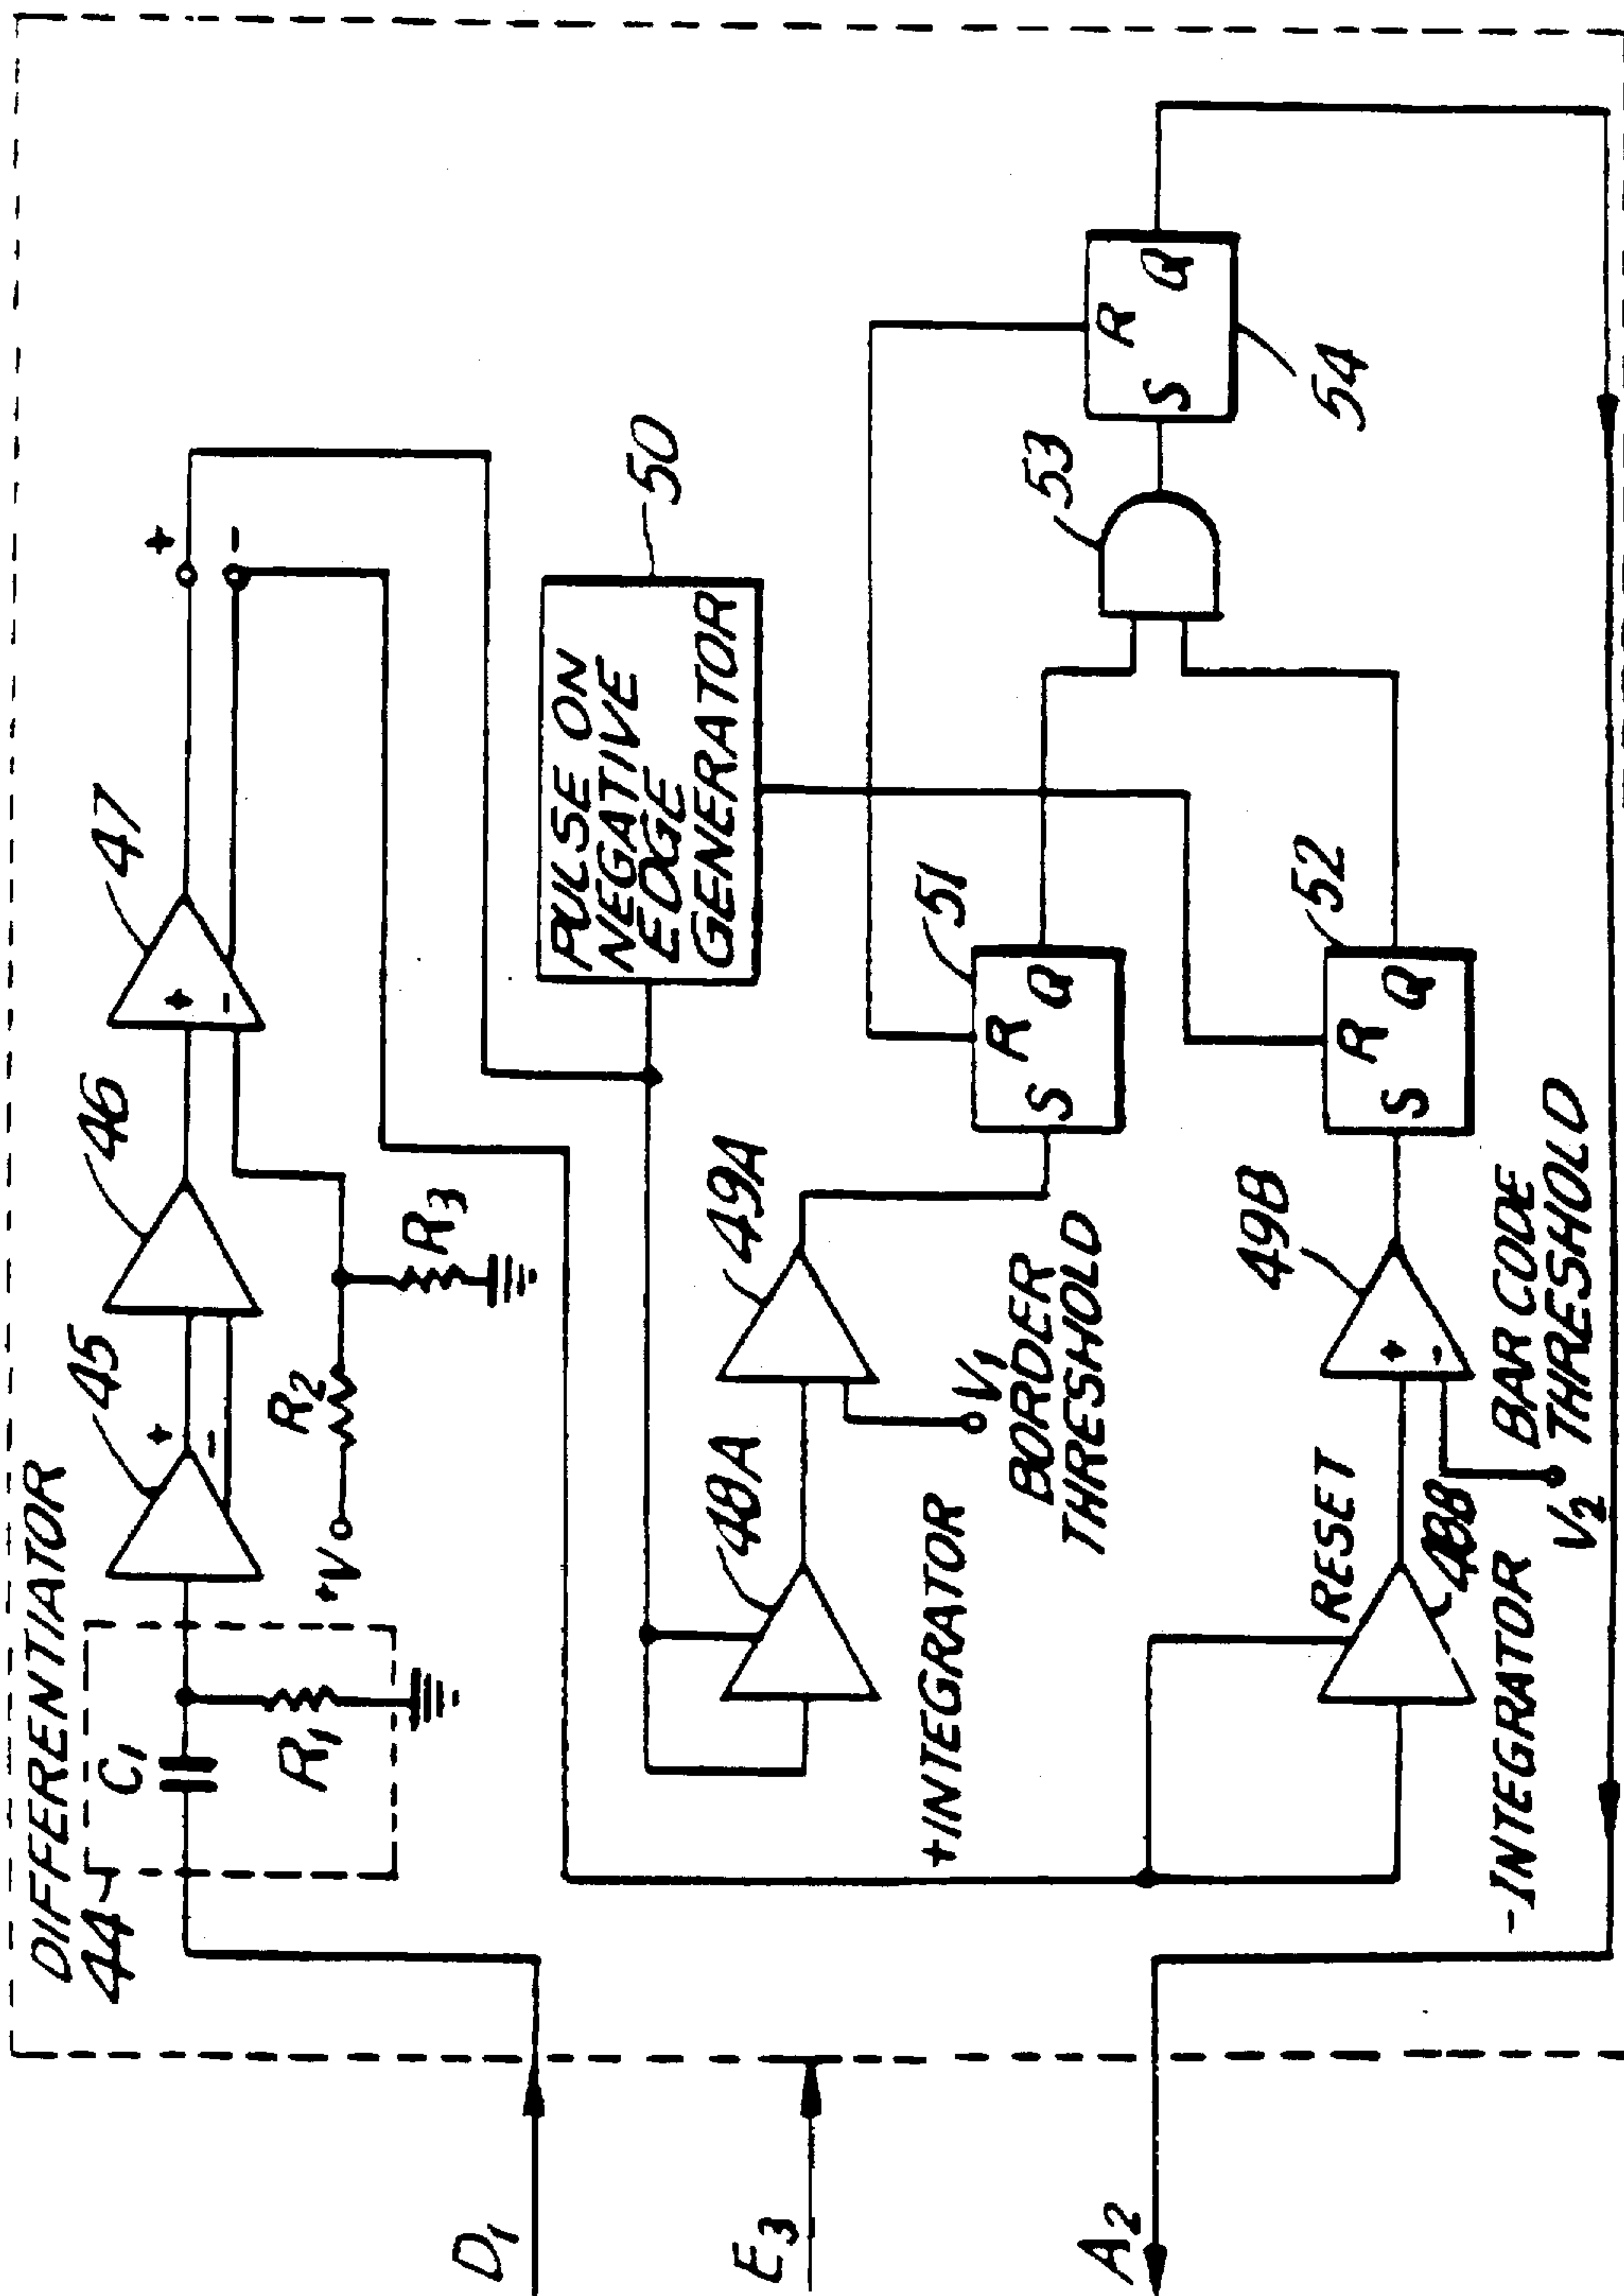 DIFFERENTIATOR
44
C1
R1
45
+
-
46
47
+
-
+
-
+V
R2
R3
PULSE ON
NEGATIVE
EDGE
GENERATOR
50
D1
E3
A2
48A
+INTEGRATOR
49A
V1
BORDER
THRESHOLD
51
S
R
Q
53
S
R
Q
54
RESET
48B
-INTEGRATOR
49B
+
-
V2
BAR CODE
THRESHOLD
52
S
R
Q